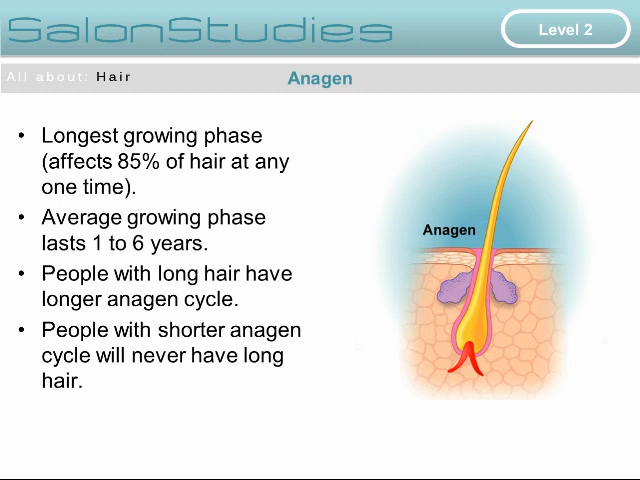 SalonStudies
Level 2
All about: Hair
Anagen
• Longest growing phase
(affects 85% of hair at any
one time).
• Average growing phase
lasts 1 to 6 years.
• People with long hair have
longer anagen cycle.
• People with shorter anagen
cycle will never have long
hair.
Anagen